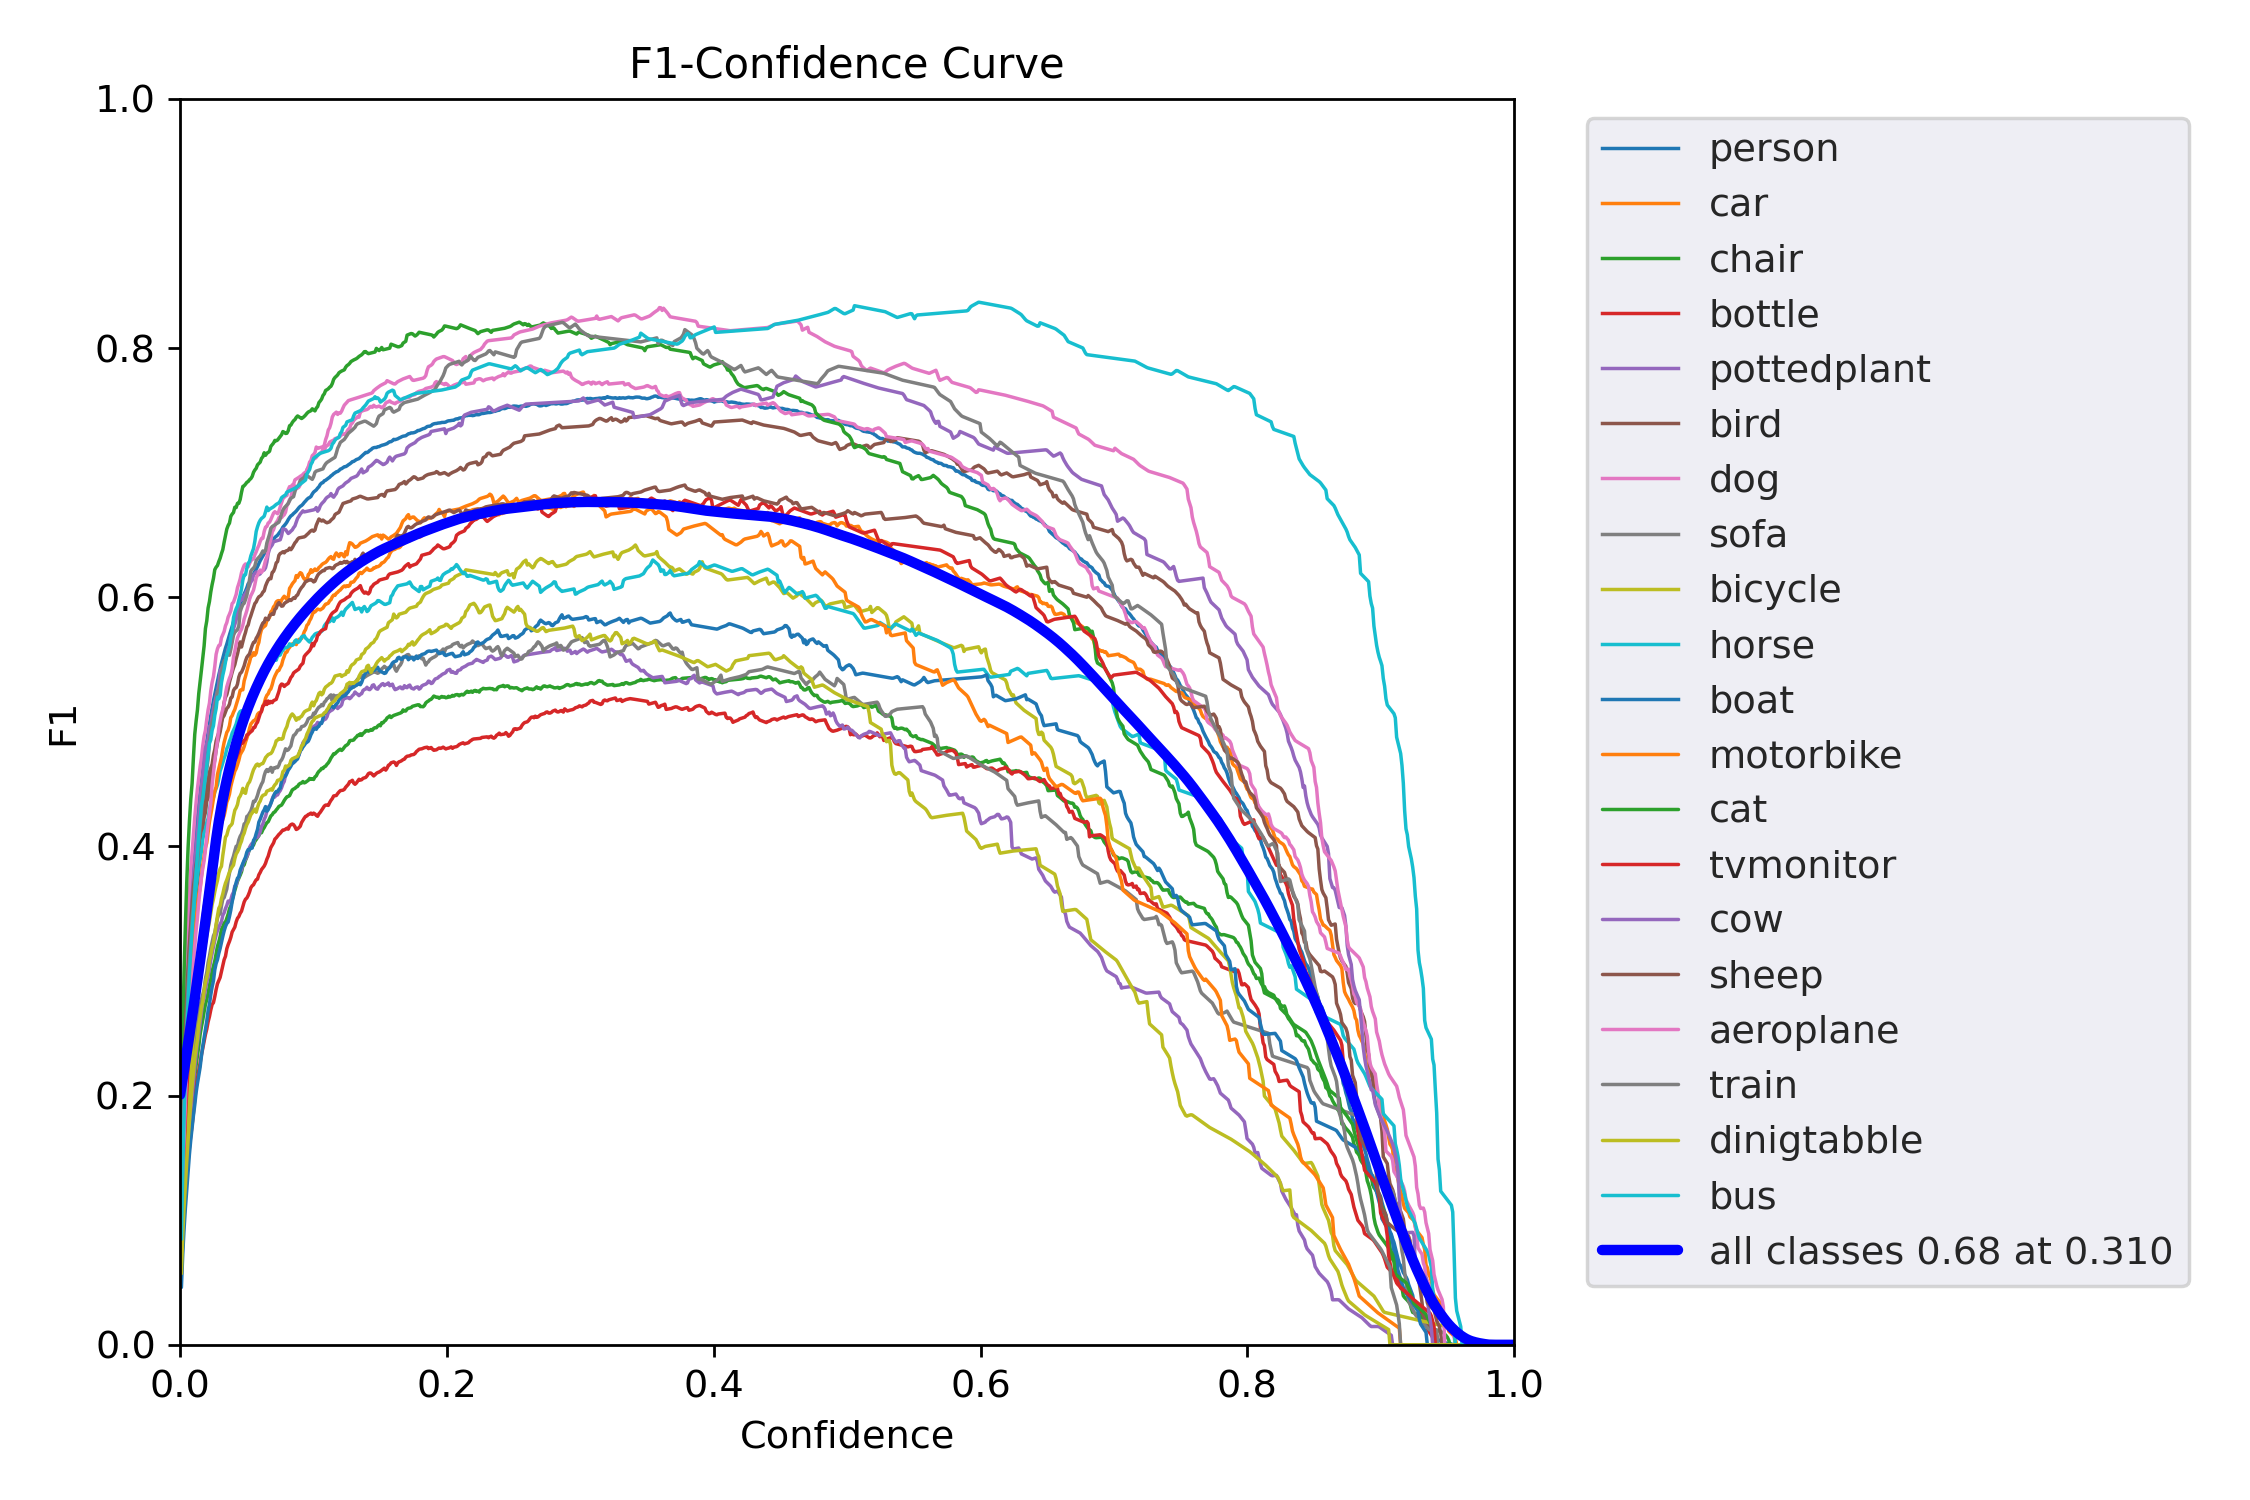 F1-Confidence Curve
1.0
0.8
0.6
0.4
0.2
0.0
F1
0.0 0.2 0.4 0.6 0.8 1.0
Confidence
person
car
chair
bottle
pottedplant
bird
dog
sofa
bicycle
horse
boat
motorbike
cat
tvmonitor
cow
sheep
aeroplane
train
dinigtabble
bus
all classes 0.68 at 0.310